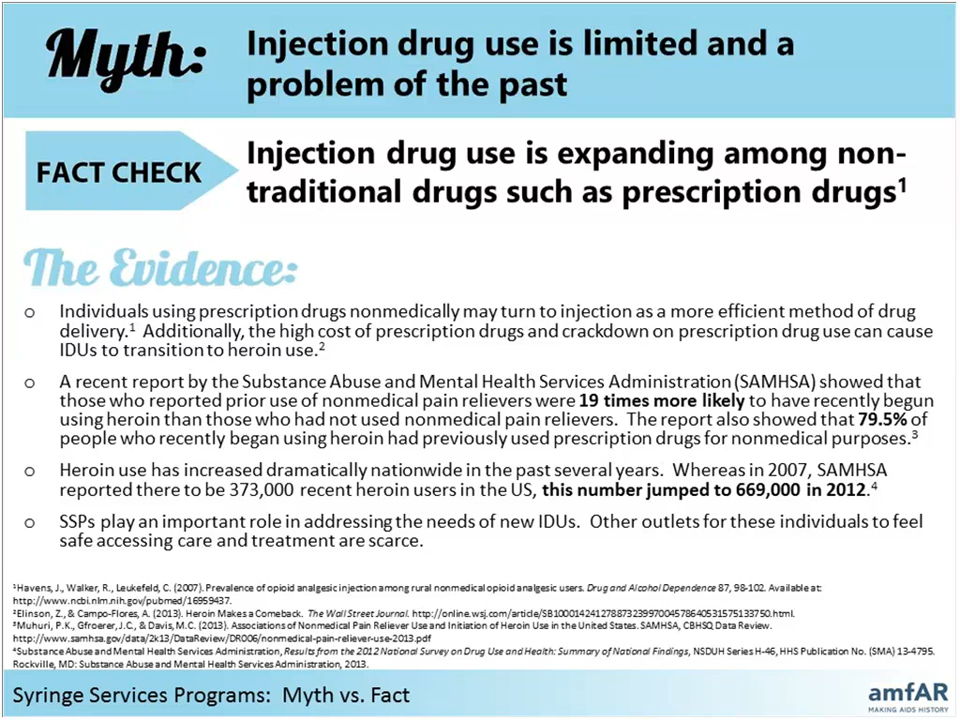 Myth:
Injection drug use is limited and a
problem of the past
FACT CHECK
Injection drug use is expanding among non-
traditional drugs such as prescription drugs1
The Evidence:
o Individuals using prescription drugs nonmedically may turn to injection as a more efficient method of drug
delivery.1 Additionally, the high cost of prescription drugs and crackdown on prescription drug use can cause
IDUs to transition to heroin use.2
o A recent report by the Substance Abuse and Mental Health Services Administration (SAMHSA) showed that
those who reported prior use of nonmedical pain relievers were 19 times more likely to have recently begun
using heroin than those who had not used nonmedical pain relievers. The report also showed that 79.5% of
people who recently began using heroin had previously used prescription drugs for nonmedical purposes.3
o Heroin use has increased dramatically nationwide in the past several years. Whereas in 2007, SAMHSA
reported there to be 373,000 recent heroin users in the US, this number jumped to 669,000 in 2012.4
o SSPs play an important role in addressing the needs of new IDUs. Other outlets for these individuals to feel
safe accessing care and treatment are scarce.
1Havens, J., Walker, R., Leukefeld, C. (2007). Prevalence of opioid analgesic injection among rural nonmedical opioid analgesic users. Drug and Alcohol Dependence 87, 98-102. Available at:
http://www.ncbi.nlm.nih.gov/pubmed/16959437.
2Elinson, Z., & Campo-Flores, A. (2013). Heroin Makes a Comeback. The Wall Street Journal. http://online.wsj.com/article/SB10001424127887323997004578640531575133750.html.
3Muhuri, P.K., Gfroerer, J.C., & Davis, M.C. (2013). Associations of Nonmedical Pain Reliever Use and Initiation of Heroin Use in the United States. SAMHSA, CBHSQ Data Review.
http://www.samhsa.gov/data/2k13/DataReview/DR006/nonmedical-pain-reliever-use-2013.pdf
4Substance Abuse and Mental Health Services Administration, Results from the 2012 National Survey on Drug Use and Health: Summary of National Findings, NSDUH Series H-46, HHS Publication No. (SMA) 13-4795.
Rockville, MD: Substance Abuse and Mental Health Services Administration, 2013.
Syringe Services Programs: Myth vs. Fact
amfAR
MAKING AIDS HISTORY